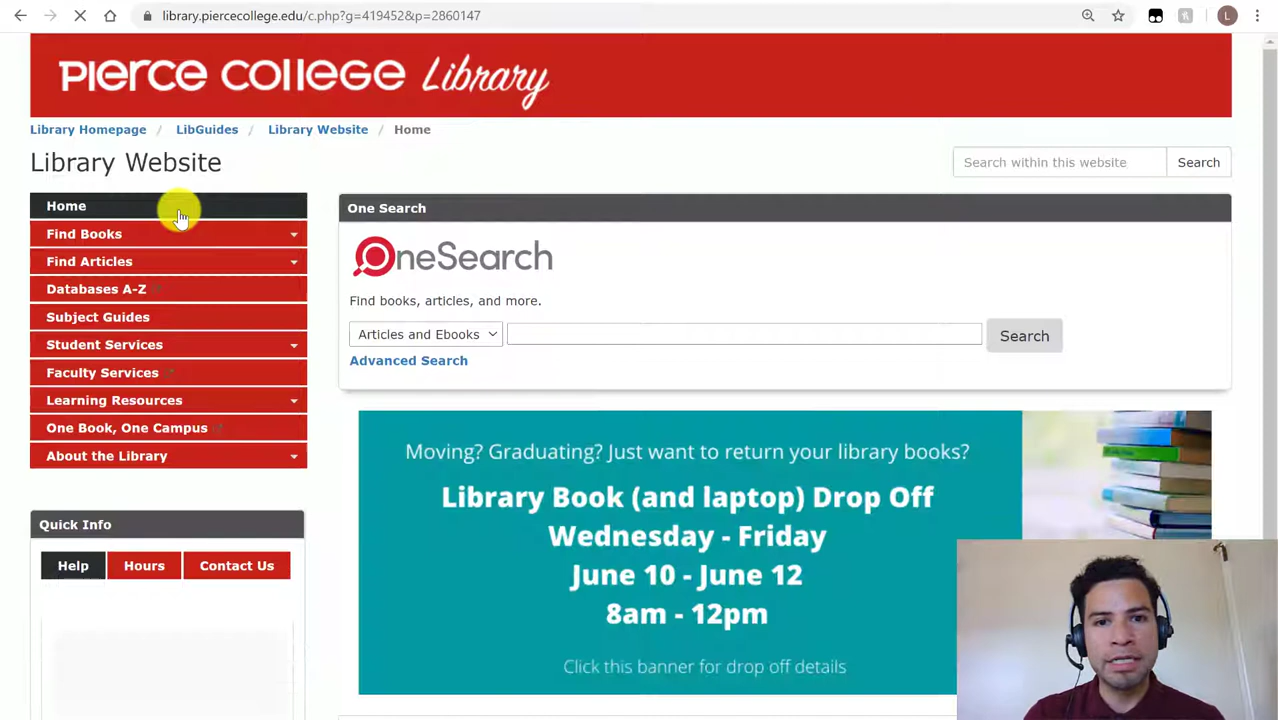 library.piercecollege.edu/c.php?g=419452&p=2860147
L
PIERCE COLLEGE Library
Library Homepage / LibGuides / Library Website / Home
Library Website
Search within this website
Search
Home
Find Books
Find Articles
Databases A-Z
Subject Guides
Student Services
Faculty Services
Learning Resources
One Book, One Campus
About the Library
Quick Info
Help
Hours
Contact Us
One Search
OneSearch
Find books, articles, and more.
Articles and Ebooks
Search
Advanced Search
Moving? Graduating? Just want to return your library books?
Library Book (and laptop) Drop Off
Wednesday - Friday
June 10 - June 12
8am - 12pm
Click this banner for drop off details